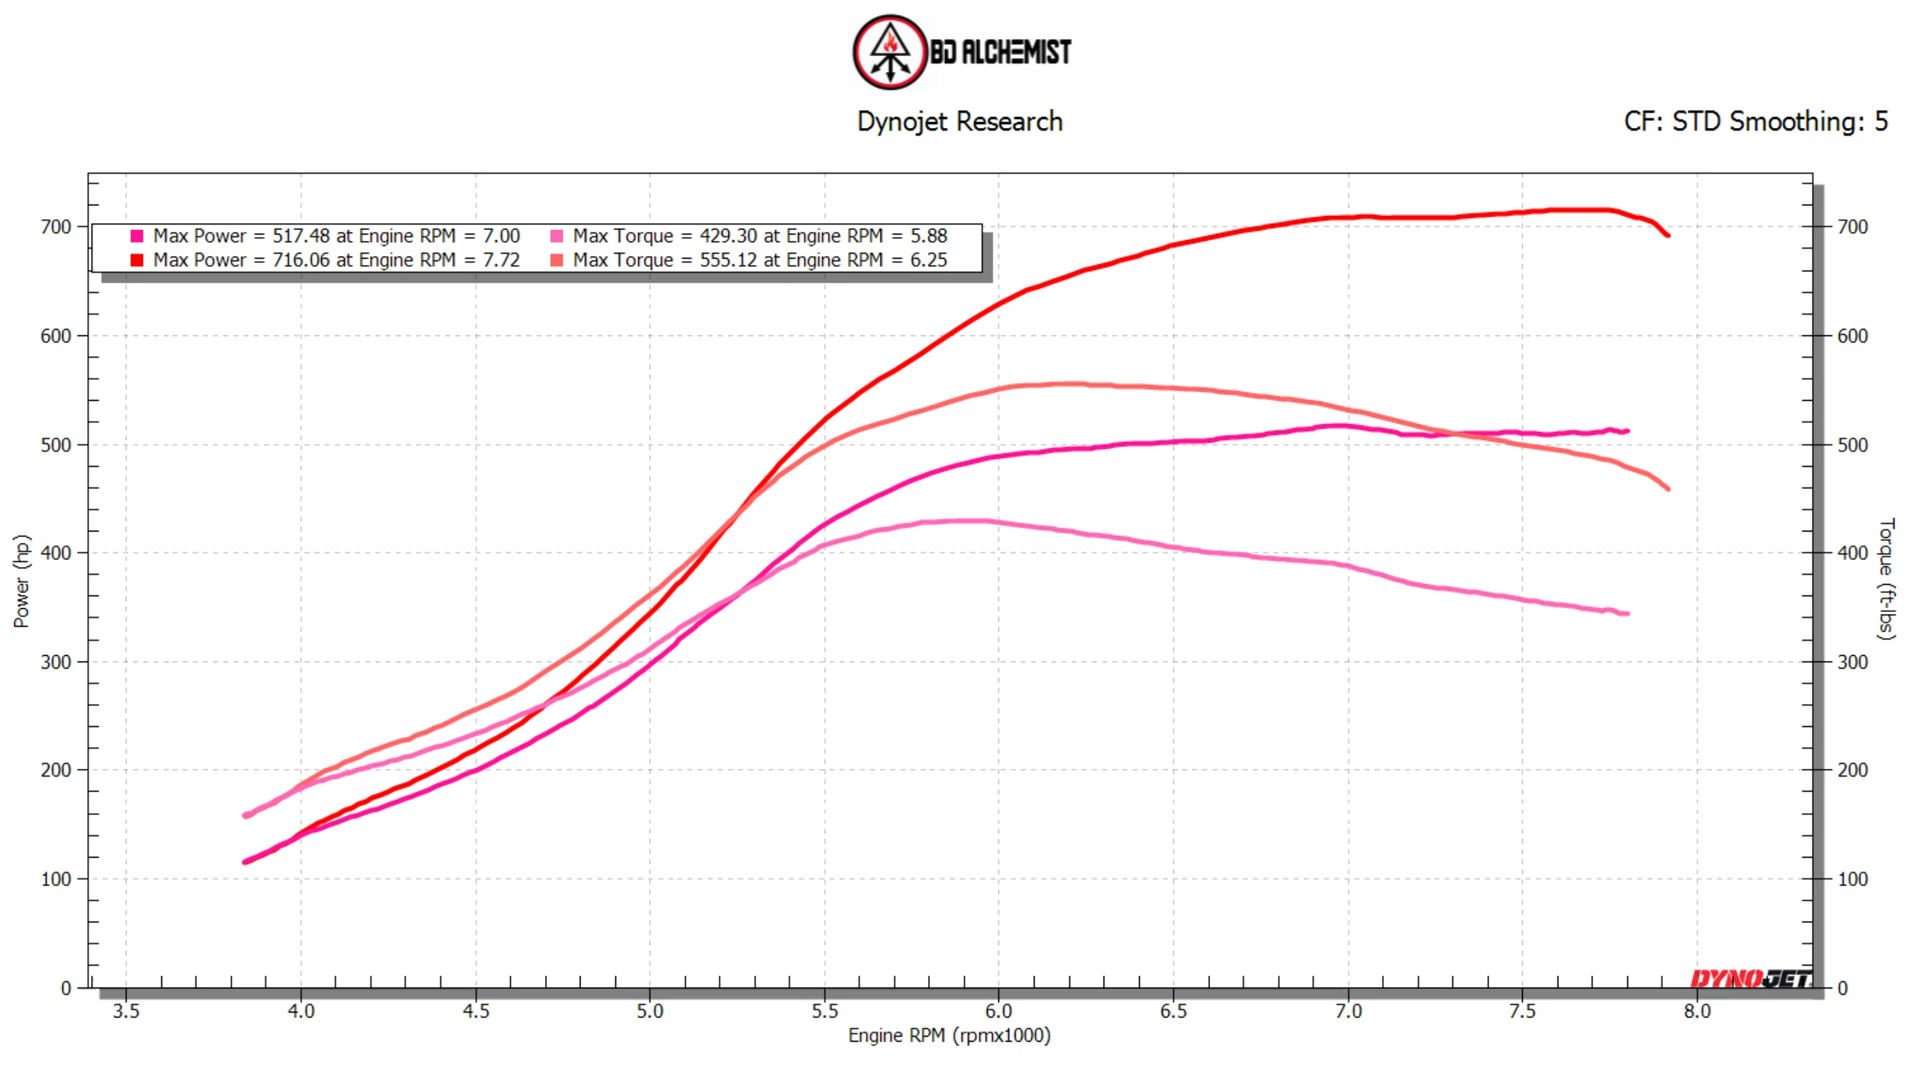 BD ALCHEMIST
Dynojet Research
CF: STD Smoothing: 5
Max Power = 517.48 at Engine RPM = 7.00 Max Torque = 429.30 at Engine RPM = 5.88
Max Power = 716.06 at Engine RPM = 7.72 Max Torque = 555.12 at Engine RPM = 6.25
700 700
600 600
500 500
400 400
300 300
200 200
100 100
0 0
Power (hp)
Torque (ft-lbs)
DYNOJET
3.5 4.0 4.5 5.0 5.5 6.0 6.5 7.0 7.5 8.0
Engine RPM (rpmx1000)